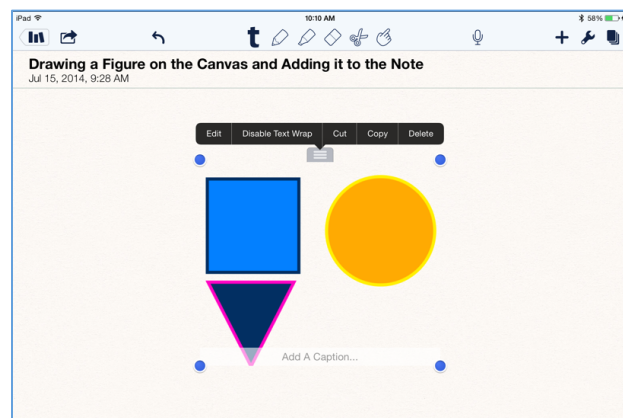 iPad 10:10 AM 58%
t
Drawing a Figure on the Canvas and Adding it to the Note
Jul 15, 2014, 9:28 AM
Edit Disable Text Wrap Cut Copy Delete
Add A Caption...